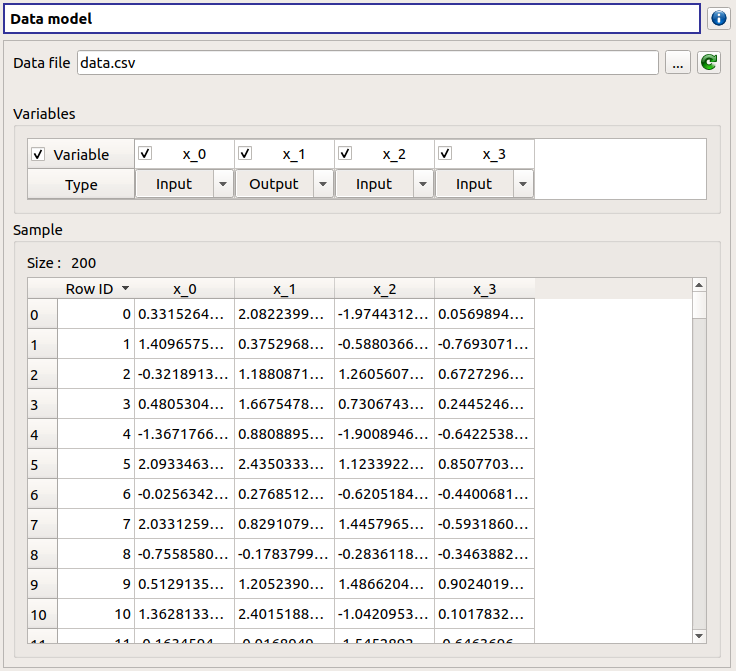 Data model
Data file data.csv ...
Variables
Variable x_0 x_1 x_2 x_3
Type Input Output Input Input
Sample
Size : 200
Row ID x_0 x_1 x_2 x_3
0 0 0.3315264... 2.0822399... -1.9744312... 0.0569894...
1 1 1.4096575... 0.3752968... -0.5880366... -0.7693071...
2 2 -0.3218913... 1.1880871... 1.2605607... 0.6727296...
3 3 0.4805304... 1.6675478... 0.7306743... 0.2445246...
4 4 -1.3671766... 0.8808895... -1.9008946... -0.6422538...
5 5 2.0933463... 2.4350333... 1.1233922... 0.8507703...
6 6 -0.0256342... 0.2768512... -0.6205184... -0.4400681...
7 7 2.0331259... 0.8291079... 1.4457965... -0.5931860...
8 8 -0.7558580... -0.1783799... -0.2836118... -0.3463882...
9 9 0.5129135... 1.2052390... 1.4866204... 0.9024019...
10 10 1.3628133... 2.4015188... -1.0420953... 0.1017832...
11 11